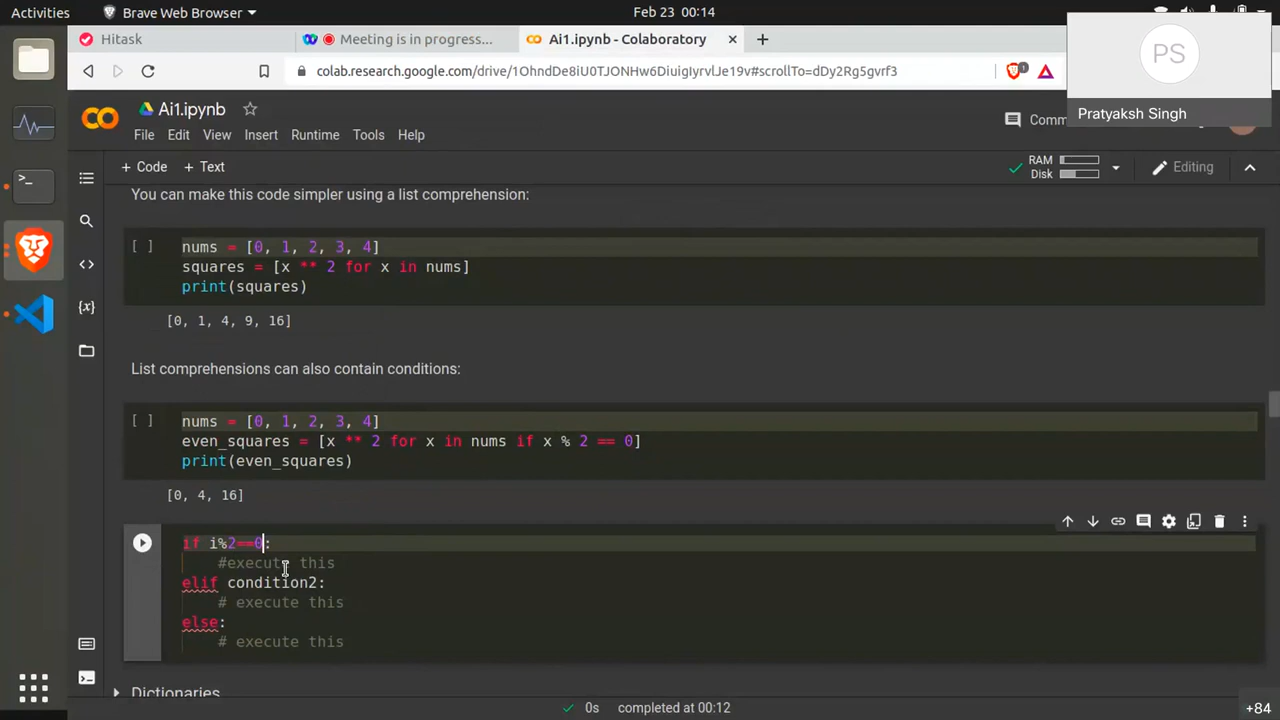 Activities
Brave Web Browser
Feb 23 00:14
Hitask
Meeting is in progress...
Ai1.ipynb - Colaboratory
PS
Pratyaksh Singh
colab.research.google.com/drive/1OhndDe8iU0TJONHw6DiuigIyrvlJe19v#scrollTo=dDy2Rg5gvrf3
1
Ai1.ipynb
File Edit View Insert Runtime Tools Help
Comm
+ Code + Text
RAM
Disk
Editing
You can make this code simpler using a list comprehension:
[ ] nums = [0, 1, 2, 3, 4]
squares = [x ** 2 for x in nums]
print(squares)
[0, 1, 4, 9, 16]
List comprehensions can also contain conditions:
[ ] nums = [0, 1, 2, 3, 4]
even_squares = [x ** 2 for x in nums if x % 2 == 0]
print(even_squares)
[0, 4, 16]
if i%2==0:
#execute this
elif condition2:
# execute this
else:
# execute this
Dictionaries
0s completed at 00:12
+84